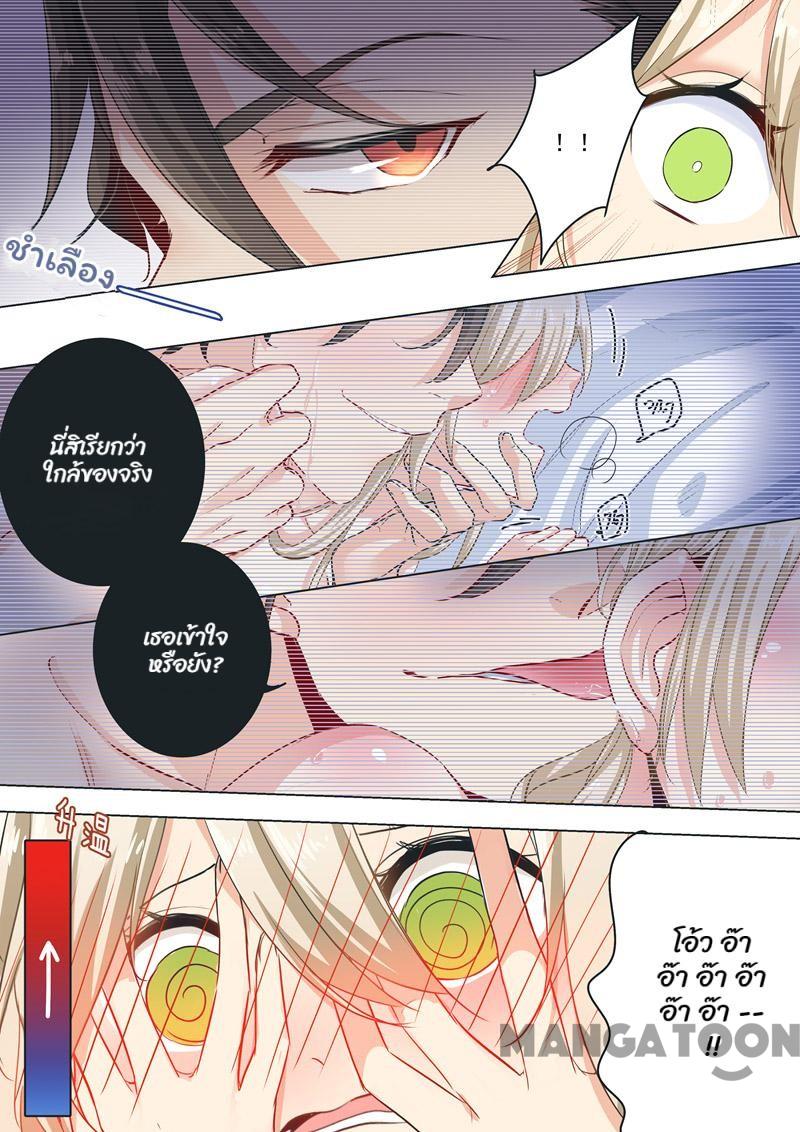 ! !
ชำเลือง
นี่สิเรียกว่า
ใกล้ของจริง
เธอเข้าใจ
หรือยัง?
升温
โอ้ว อ๊า
อ๊า อ๊า อ๊า
อ๊า อ๊า --
!!
MANGATOON